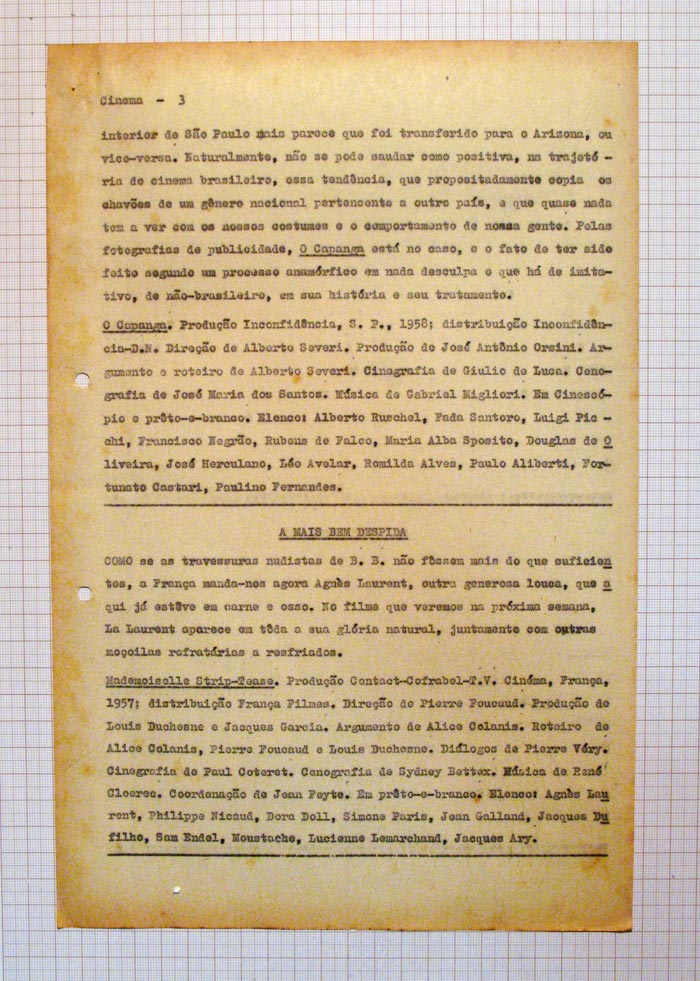 Cinema - 3
interior de São Paulo mais parece que foi transferido para o Arizona, ou
vice-versa. Naturalmente, não se pode saudar como positiva, na trajetó -
ria do cinema brasileiro, essa tendência, que propositadamente copia os
chavões de um gênero nacional pertencente a outro país, e que quase nada
tem a ver com os nossos costumes e o comportamento de nossa gente. Pelas
fotografias de publicidade, O Capanga está no caso, e o fato de ter sido
feito segundo um processo anamórfico em nada desculpa o que há de imita-
tivo, de não-brasileiro, em sua história e seu tratamento.
O Capanga. Produção Inconfidência, S. P., 1958; distribuição Inconfidên-
cia-D.N. Direção de Alberto Severi. Produção de José Antônio Orsini. Ar-
gumento e roteiro de Alberto Severi. Cinegrafia de Giulio de Luca. Ceno-
grafia de José Maria dos Santos. Música de Gabriel Migliori. Em Cinescó-
pio e prêto-e-branco. Elenco: Alberto Ruschel, Fada Santoro, Luigi Pic -
chi, Francisco Negrão, Rubens de Falco, Maria Alba Sposito, Douglas de O
liveira, José Herculano, Léo Avelar, Romilda Alves, Paulo Aliberti, For-
tunato Castari, Paulino Fernandes.
A MAIS BEM DESPIDA
COMO se as travessuras nudistas de B. B. não fôssem mais do que suficien
tes, a França manda-nos agora Agnès Laurent, outra generosa louca, que a
qui já estêve em carne e osso. No filme que veremos na próxima semana,
La Laurent aparece em tôda a sua glória natural, juntamente com outras
moçoilas refratárias a resfriados.
Mademoiselle Strip-Tease. Produção Contact-Cofrabel-T.V. Cinéma, França,
1957; distribuição França Filmes. Direção de Pierre Foucaud. Produção de
Louis Duchesne e Jacques Garcia. Argumento de Alice Colanis. Roteiro de
Alice Colanis, Pierre Foucaud e Louis Duchesne. Diálogos de Pierre Véry.
Cinegrafia de Paul Coteret. Cenografia de Sydney Bettex. Música de René
Cloerec. Coordenação de Jean Feyte. Em prêto-e-branco. Elenco: Agnès Lau
rent, Philippe Nicaud, Dora Doll, Simone Paris, Jean Galland, Jacques Du
filho, Sam Endel, Moustache, Lucienne Lemarchand, Jacques Ary.